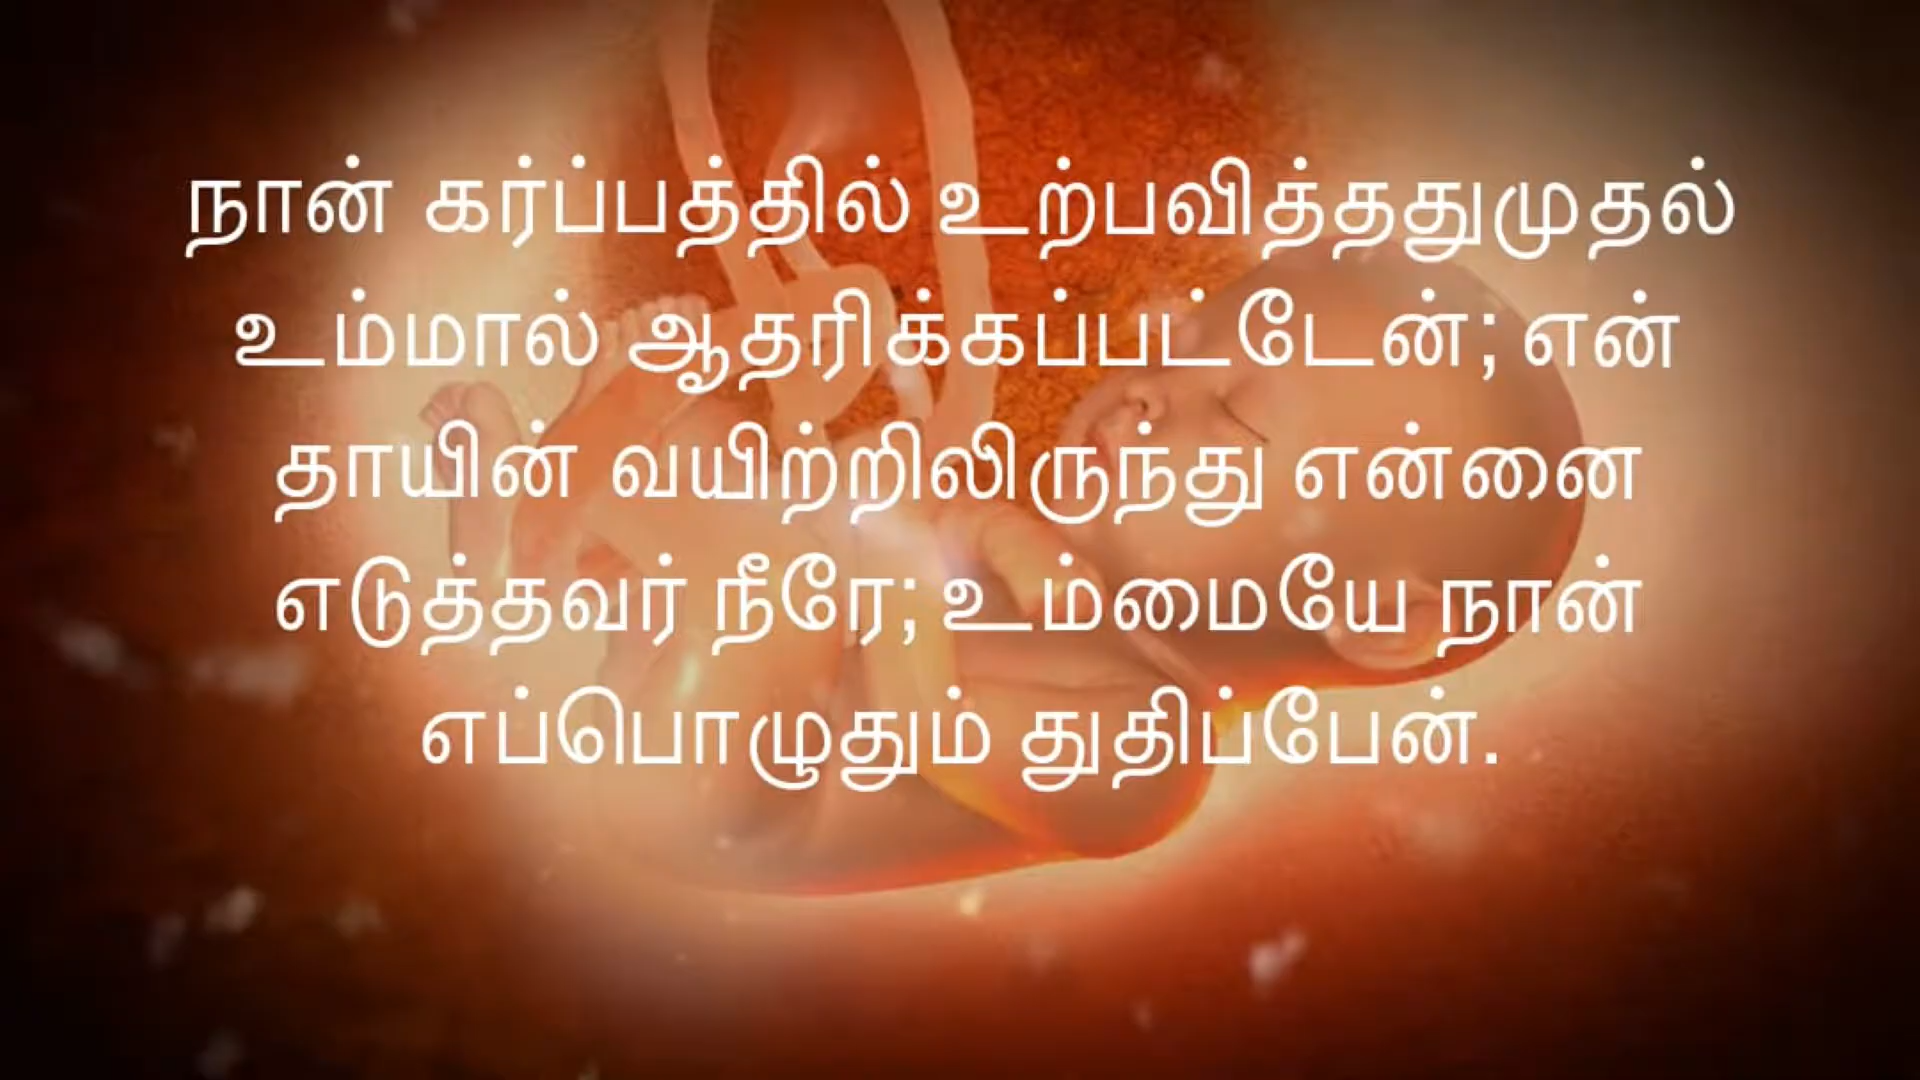 நான் கர்ப்பத்தில் உற்பவித்ததுமுதல்
உம்மால் ஆதரிக்கப்பட்டேன்; என்
தாயின் வயிற்றிலிருந்து என்னை
எடுத்தவர் நீரே; உம்மையே நான்
எப்பொழுதும் துதிப்பேன்.